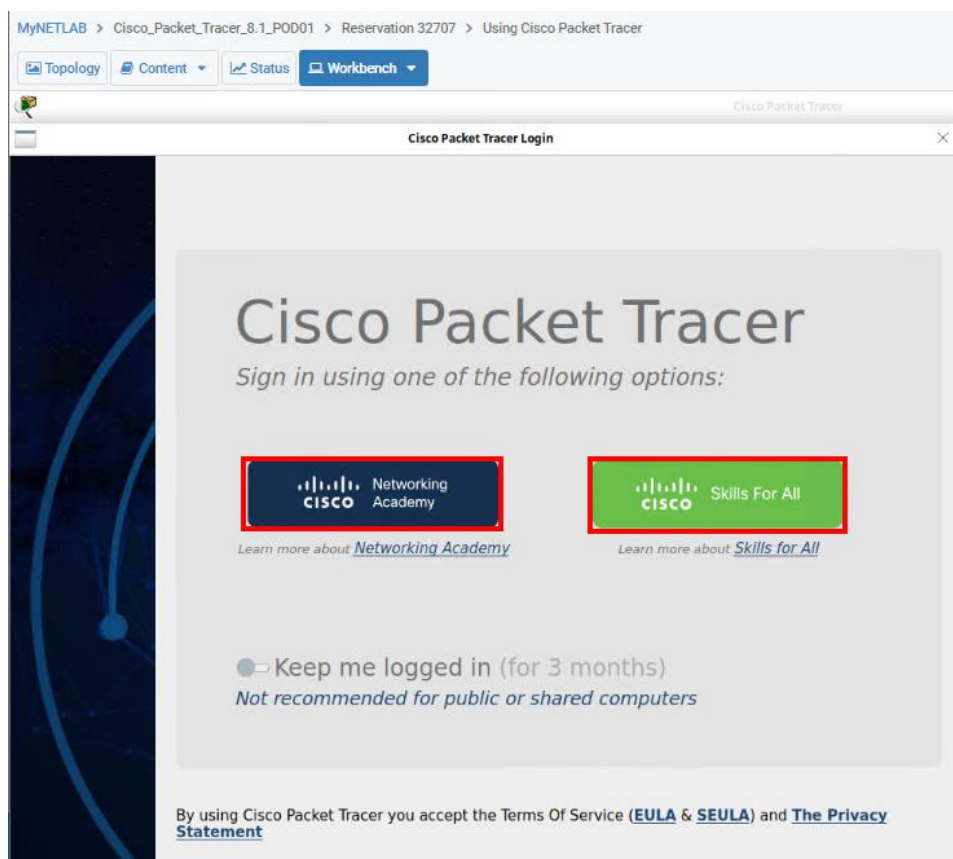 MyNETLAB > Cisco_Packet_Tracer_8.1_POD01 > Reservation 32707 > Using Cisco Packet Tracer
Topology Content Status Workbench
Cisco Packet Tracer
Cisco Packet Tracer Login
Cisco Packet Tracer
Sign in using one of the following options:
CISCO Networking Academy
CISCO Skills For All
Learn more about Networking Academy
Learn more about Skills for All
Keep me logged in (for 3 months)
Not recommended for public or shared computers
By using Cisco Packet Tracer you accept the Terms Of Service (EULA & SEULA) and The Privacy
Statement